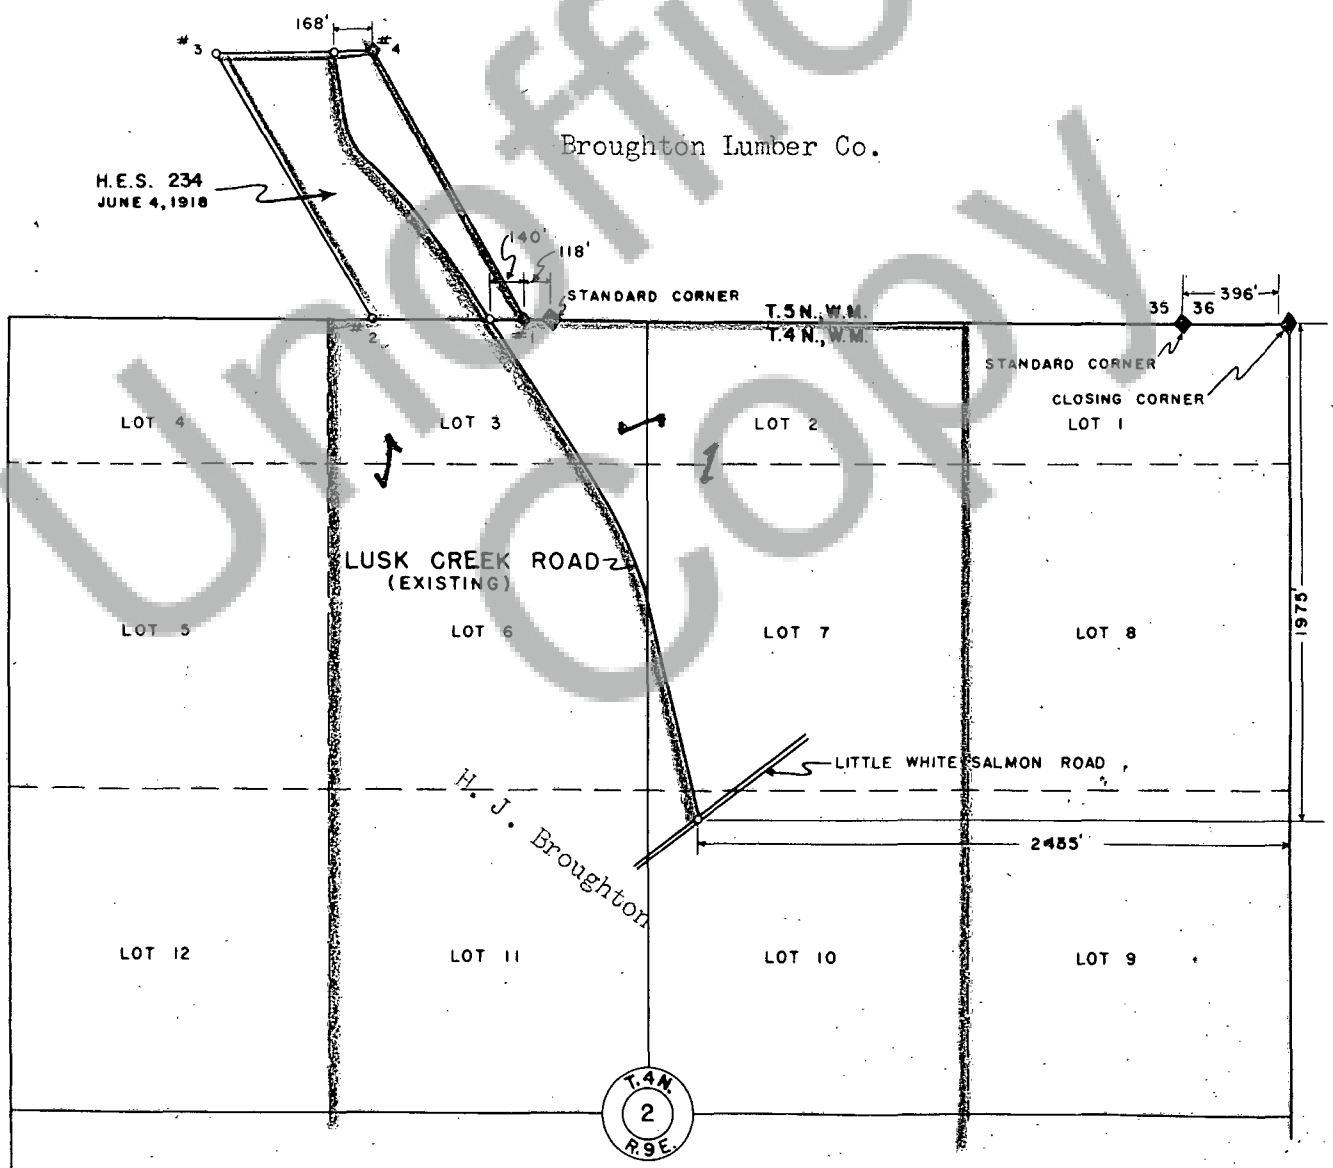 168'
# 3
# 4
Broughton Lumber Co.
H.E.S. 234
JUNE 4, 1918
140'
118'
STANDARD CORNER
T.5 N., W.M.
T.4 N., W.M.
35 36
396'
# 2
# 1
STANDARD CORNER
CLOSING CORNER
LOT 4
LOT 3
LOT 2
LOT 1
LUSK CREEK ROAD
(EXISTING)
1975'
LOT 5
LOT 6
LOT 7
LOT 8
LITTLE WHITE SALMON ROAD
H. J. Broughton
2485'
LOT 12
LOT 11
LOT 10
LOT 9
T.4 N.
2
R.9 E.
Unofficial
Copy